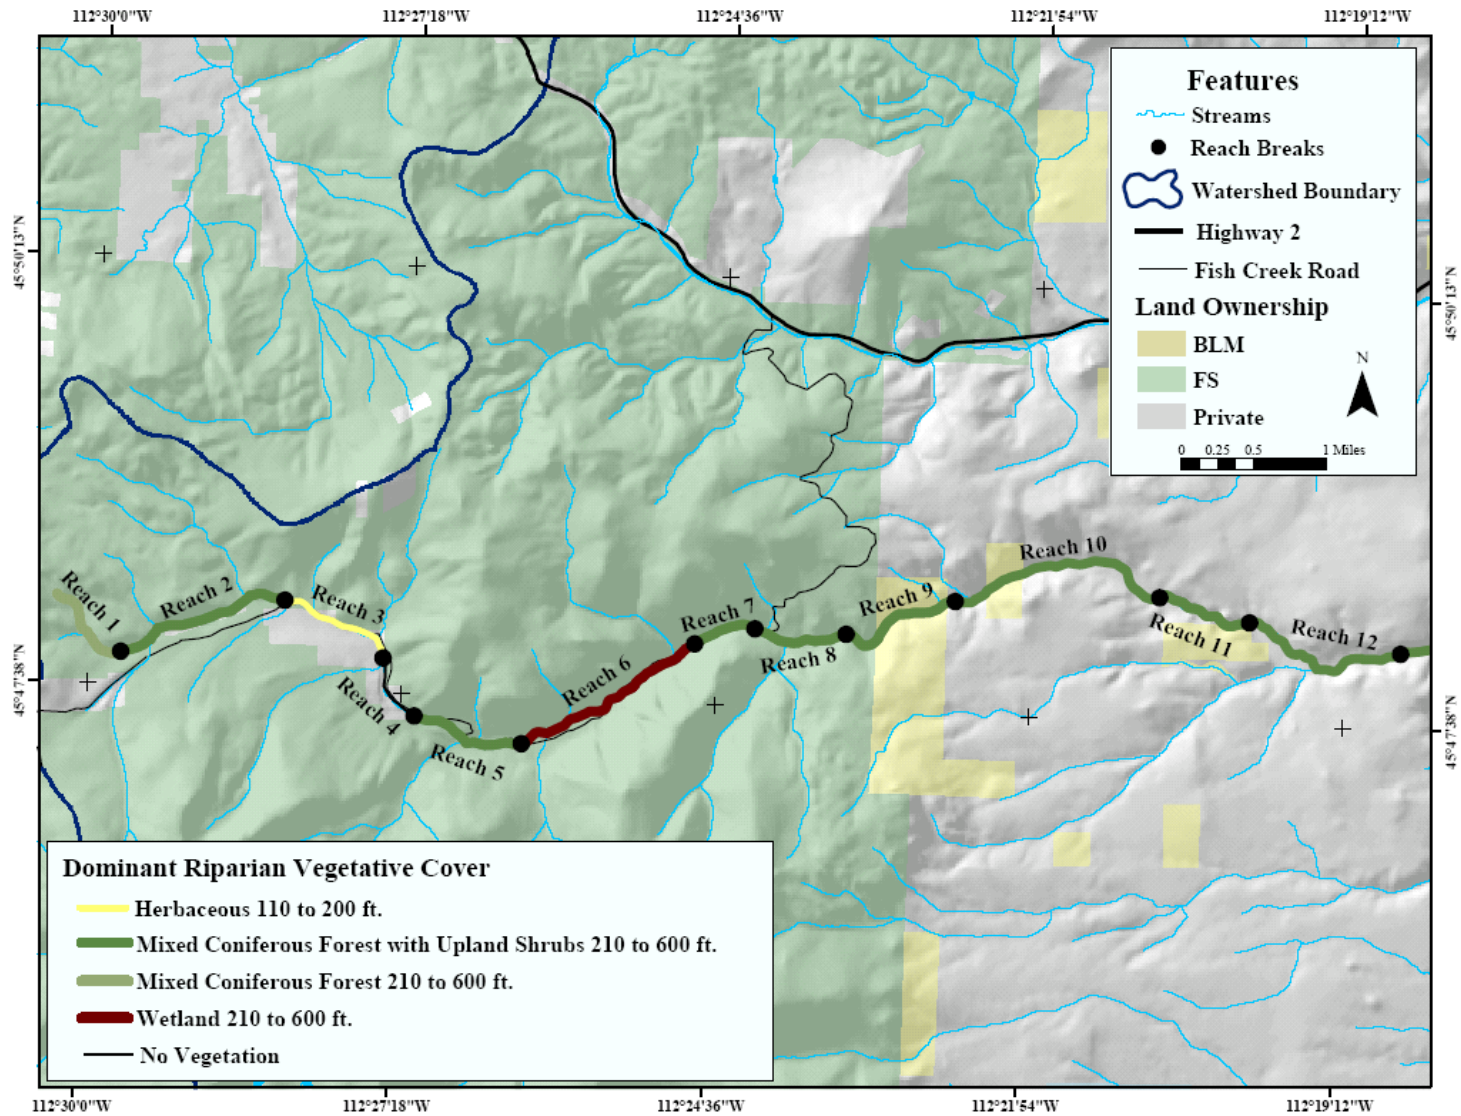 112°30'0"W
112°27'18"W
112°24'36"W
112°21'54"W
112°19'12"W
Features
Streams
Reach Breaks
Watershed Boundary
Highway 2
Fish Creek Road
Land Ownership
BLM
FS
Private
N
0 0.25 0.5 1 Miles
45°50'13"N
45°50'13"N
Reach 1
Reach 2
Reach 3
Reach 4
Reach 5
Reach 6
Reach 7
Reach 8
Reach 9
Reach 10
Reach 11
Reach 12
45°47'38"N
45°47'38"N
Dominant Riparian Vegetative Cover
Herbaceous 110 to 200 ft.
Mixed Coniferous Forest with Upland Shrubs 210 to 600 ft.
Mixed Coniferous Forest 210 to 600 ft.
Wetland 210 to 600 ft.
No Vegetation
112°30'0"W
112°27'18"W
112°24'36"W
112°21'54"W
112°19'12"W